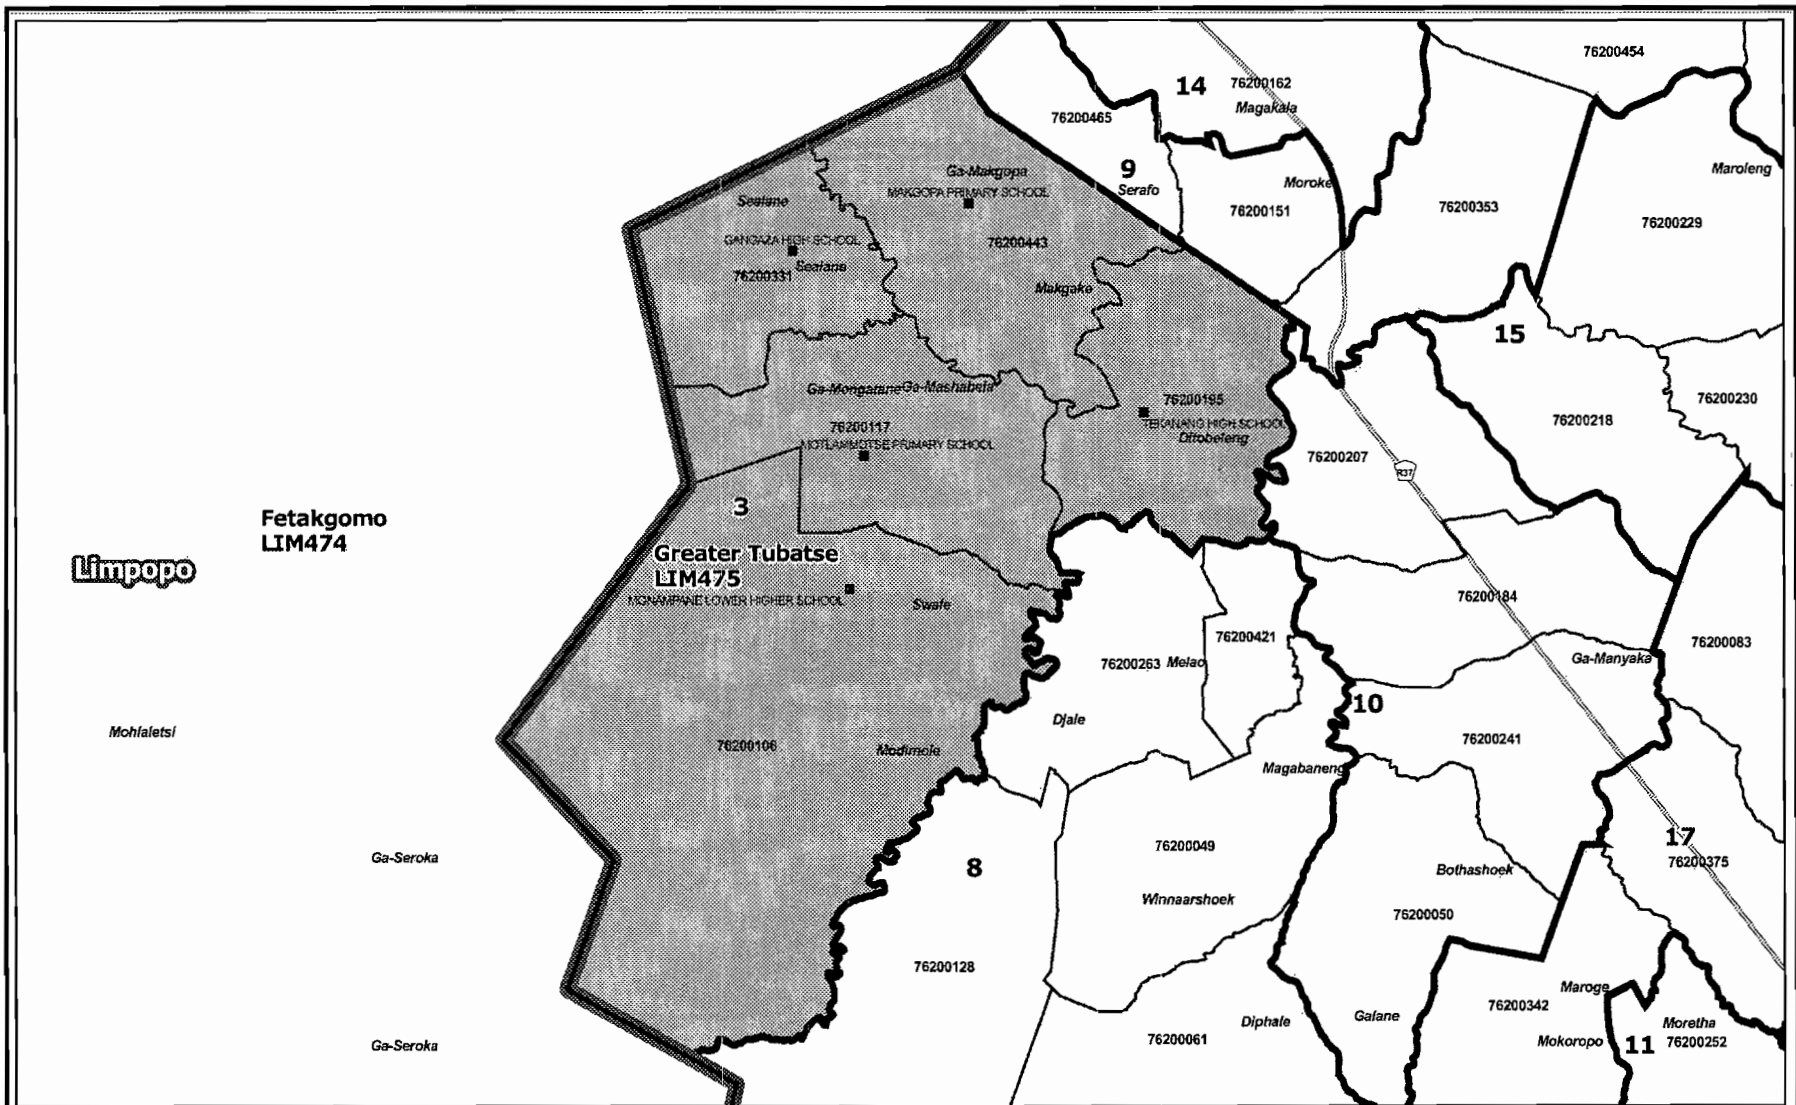 76200454
14
76200162
Magakala
76200465
Ga-Makgopa
MAKGOPA PRIMARY SCHOOL
9
Serafo
Moroke
76200151
76200353
Maroleng
76200229
Sealane
GANGAZA HIGH SCHOOL
Sealane
76200331
76200443
Makgake
15
Ga-Mongatane
Ga-Mashabela
76200117
MOTLAMMOTSE PRIMARY SCHOOL
76200195
TEKANANG HIGH SCHOOL
Ditobeleng
76200207
R37
76200218
76200230
3
Fetakgomo
LIM474
Limpopo
Greater Tubatse
LIM475
MONAMPANE LOWER HIGHER SCHOOL
Swafe
76200184
76200421
76200263
Melao
Ga-Manyaka
76200083
10
Djale
Mohlaletsi
76200106
Modimole
76200241
Magabaneng
17
76200375
Ga-Seroka
8
76200049
Bothashoek
Winnaarshoek
76200050
76200128
Maroge
76200342
Diphale
Galane
Moretha
76200061
Mokoropo
11
76200252
Ga-Seroka